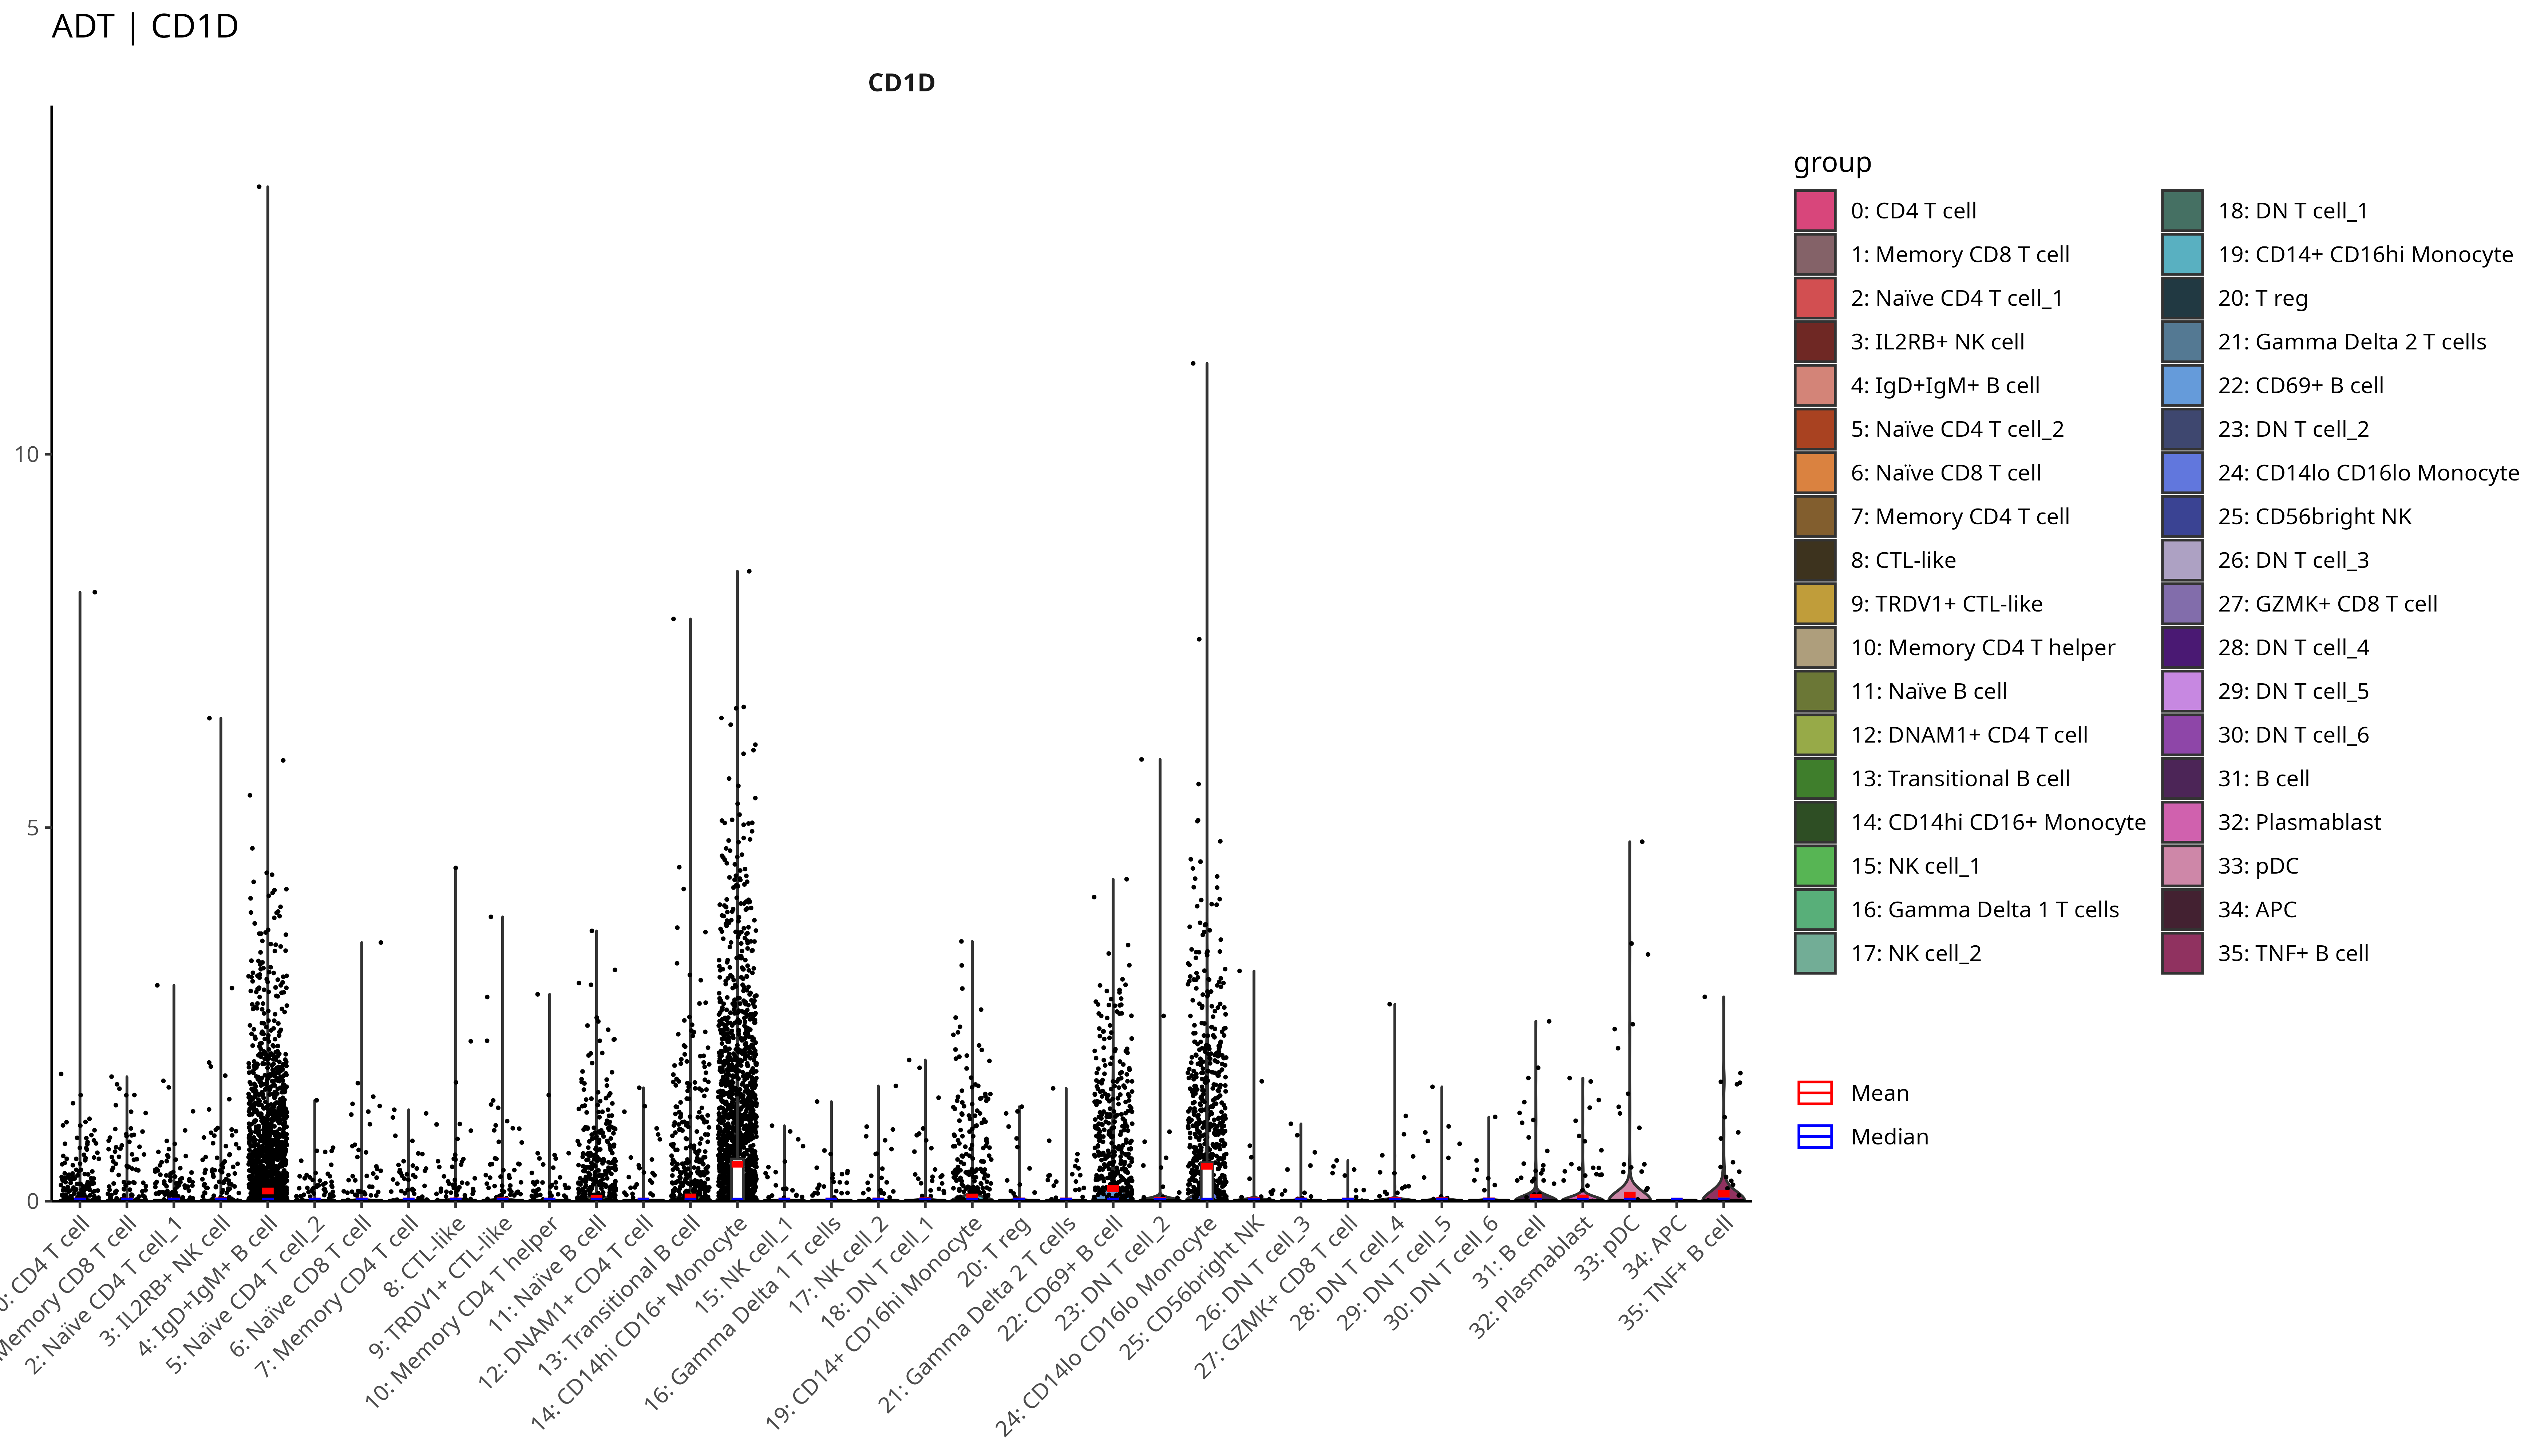 ADT | CD1D
CD1D
10
5
0
0: CD4 T cell
Memory CD8 T cell
2: Naïve CD4 T cell_1
3: IL2RB+ NK cell
4: IgD+IgM+ B cell
5: Naïve CD4 T cell_2
6: Naïve CD8 T cell
7: Memory CD4 T cell
8: CTL-like
9: TRDV1+ CTL-like
10: Memory CD4 T helper
11: Naïve B cell
12: DNAM1+ CD4 T cell
13: Transitional B cell
14: CD14hi CD16+ Monocyte
15: NK cell_1
16: Gamma Delta 1 T cells
17: NK cell_2
18: DN T cell_1
19: CD14+ CD16hi Monocyte
20: T reg
21: Gamma Delta 2 T cells
22: CD69+ B cell
23: DN T cell_2
24: CD14lo CD16lo Monocyte
25: CD56bright NK
26: DN T cell_3
27: GZMK+ CD8 T cell
28: DN T cell_4
29: DN T cell_5
30: DN T cell_6
31: B cell
32: Plasmablast
33: pDC
34: APC
35: TNF+ B cell
group
0: CD4 T cell
1: Memory CD8 T cell
2: Naïve CD4 T cell_1
3: IL2RB+ NK cell
4: IgD+IgM+ B cell
5: Naïve CD4 T cell_2
6: Naïve CD8 T cell
7: Memory CD4 T cell
8: CTL-like
9: TRDV1+ CTL-like
10: Memory CD4 T helper
11: Naïve B cell
12: DNAM1+ CD4 T cell
13: Transitional B cell
14: CD14hi CD16+ Monocyte
15: NK cell_1
16: Gamma Delta 1 T cells
17: NK cell_2
18: DN T cell_1
19: CD14+ CD16hi Monocyte
20: T reg
21: Gamma Delta 2 T cells
22: CD69+ B cell
23: DN T cell_2
24: CD14lo CD16lo Monocyte
25: CD56bright NK
26: DN T cell_3
27: GZMK+ CD8 T cell
28: DN T cell_4
29: DN T cell_5
30: DN T cell_6
31: B cell
32: Plasmablast
33: pDC
34: APC
35: TNF+ B cell
Mean
Median